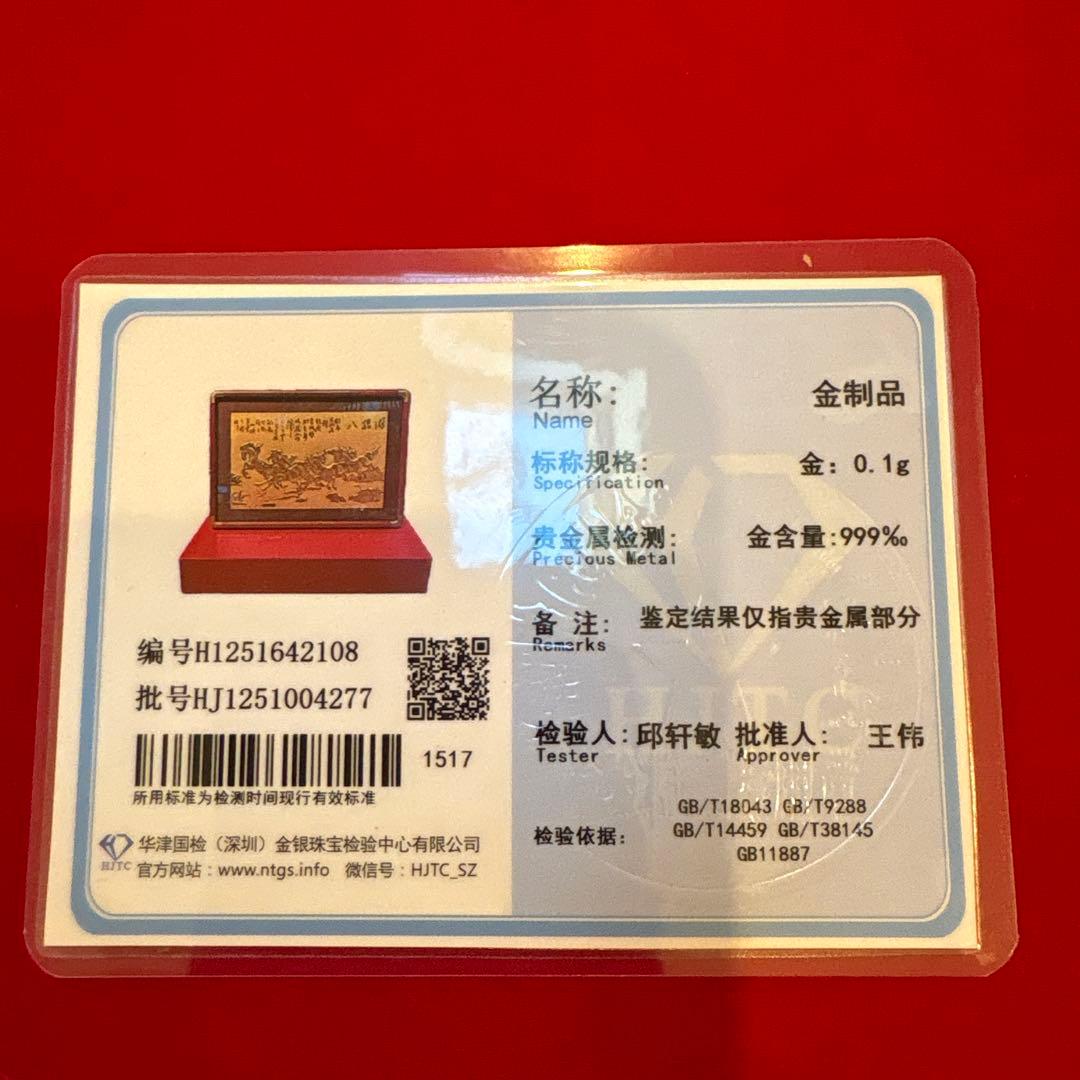 编号H1251642108
批号HJ1251004277
1517
所用标准为检测时间现行有效标准
HJTC
华津国检（深圳）金银珠宝检验中心有限公司
官方网站：www.ntgs.info 微信号：HJTC_SZ
名称: 金制品
Name
标称规格: 金: 0.1g
Specification
贵金属检测: 金含量:999‰
Precious Metal
备 注: 鉴定结果仅指贵金属部分
Remarks
检验人: 邱轩敏 批准人: 王伟
Tester Approver
检验依据: GB/T18043 GB/T9288
GB/T14459 GB/T38145
GB11887
HJTC